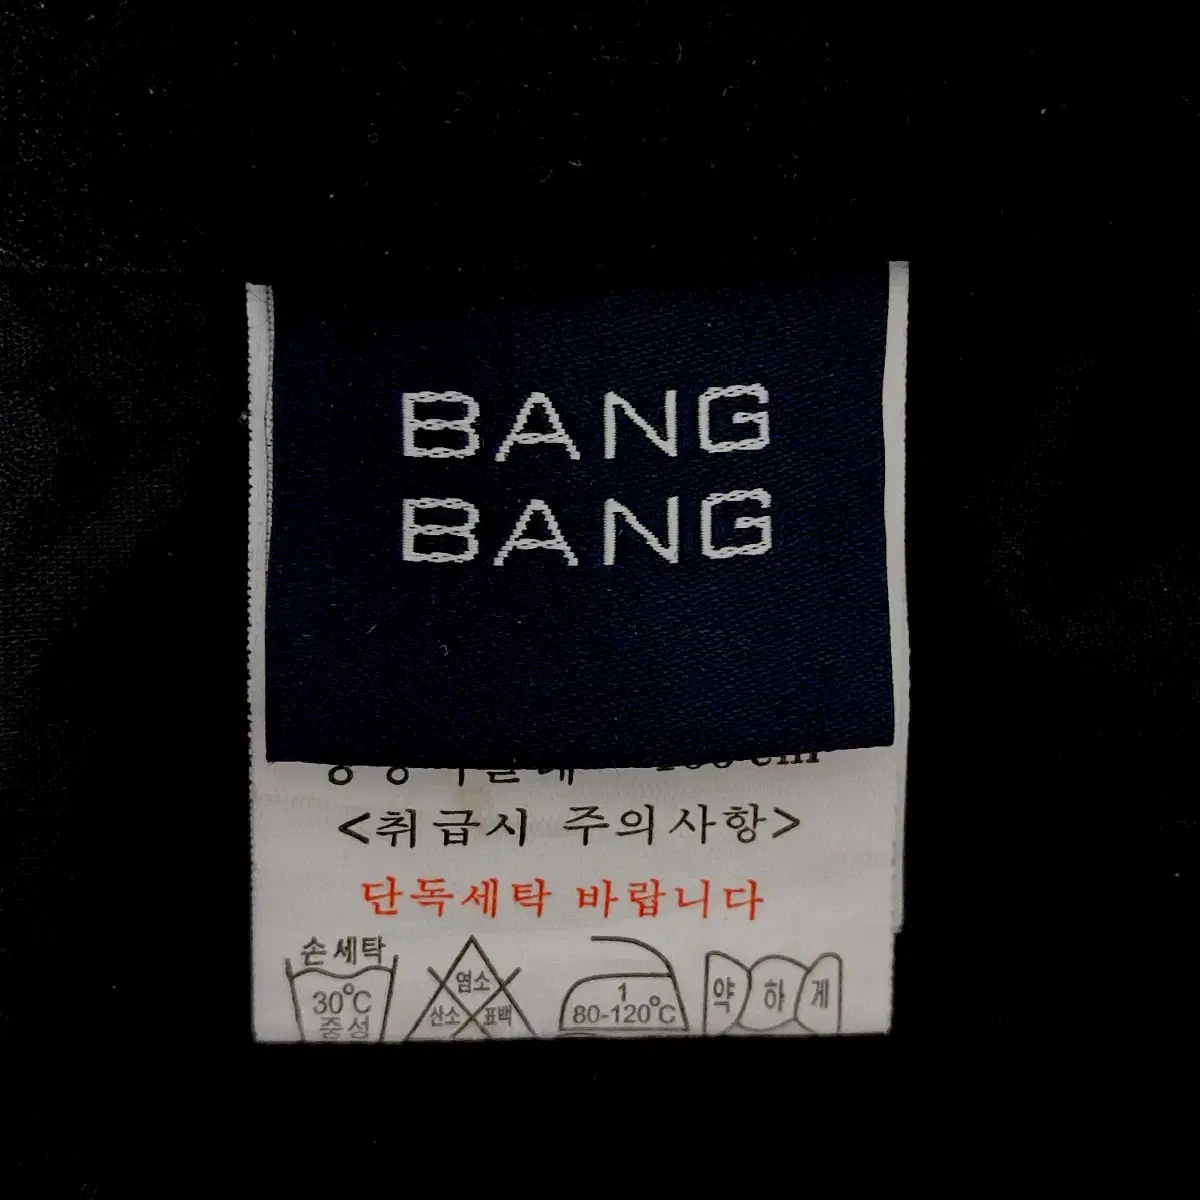 BANG
BANG
cm
<취급시 주의사항>
단독세탁 바랍니다
손세탁
30℃
중성
염소
산소 표백
1
80-120℃
약하게